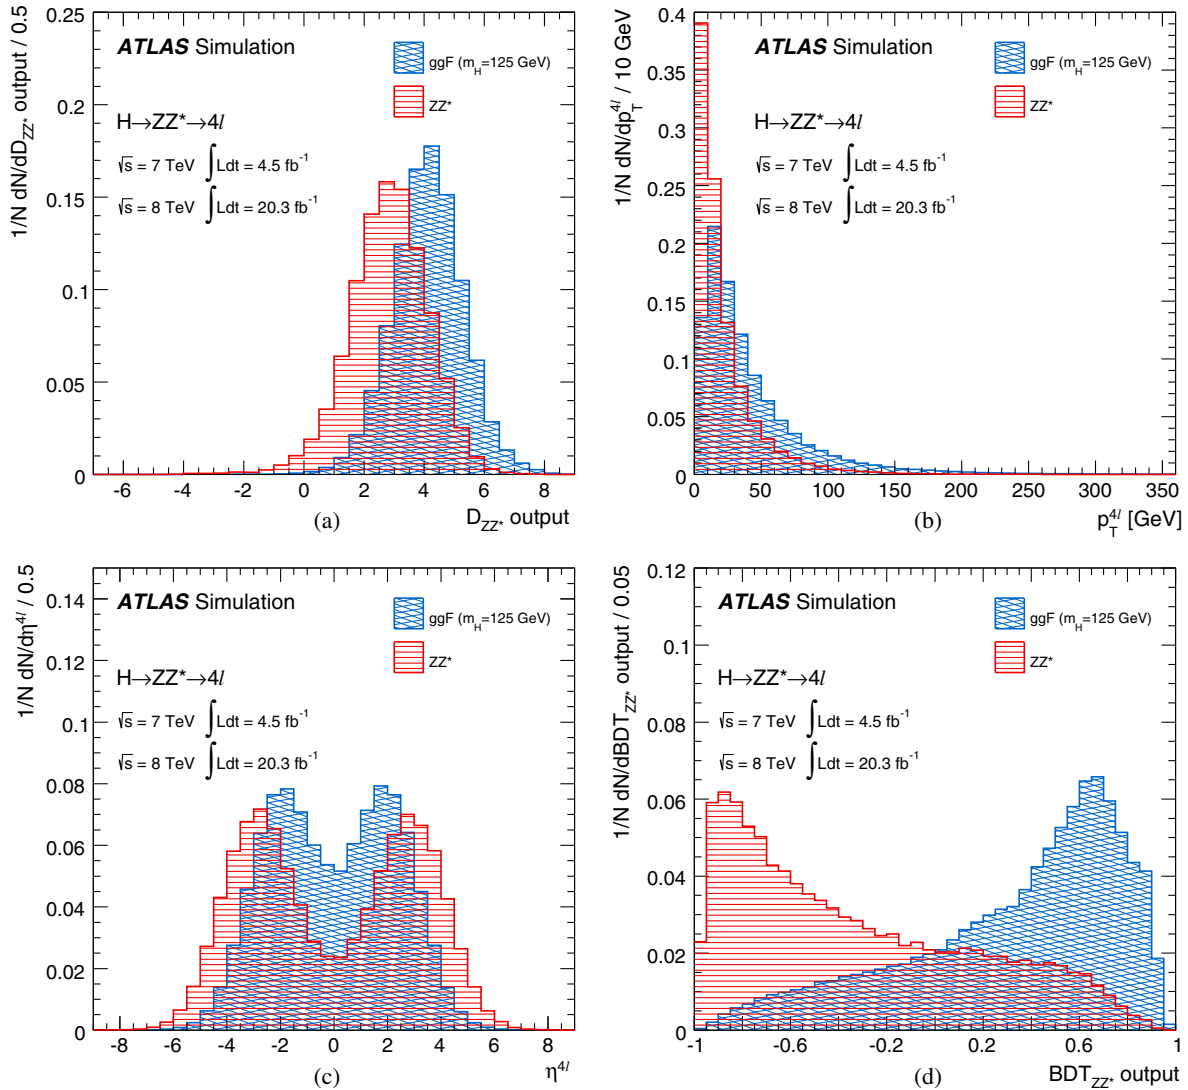 1/N dN/dD_ZZ* output / 0.5
0.25
0.2
0.15
0.1
0.05
0
ATLAS Simulation
ggF (m_H=125 GeV)
ZZ*
H→ZZ*→4l
√s = 7 TeV ∫Ldt = 4.5 fb⁻¹
√s = 8 TeV ∫Ldt = 20.3 fb⁻¹
-6 -4 -2 0 2 4 6 8
D_ZZ* output
(a)
1/N dN/dp_T^4l / 10 GeV
0.4
0.35
0.3
0.25
0.2
0.15
0.1
0.05
0
ATLAS Simulation
ggF (m_H=125 GeV)
ZZ*
H→ZZ*→4l
√s = 7 TeV ∫Ldt = 4.5 fb⁻¹
√s = 8 TeV ∫Ldt = 20.3 fb⁻¹
0 50 100 150 200 250 300 350
p_T^4l [GeV]
(b)
1/N dN/dη^4l / 0.5
0.14
0.12
0.1
0.08
0.06
0.04
0.02
0
ATLAS Simulation
ggF (m_H=125 GeV)
ZZ*
H→ZZ*→4l
√s = 7 TeV ∫Ldt = 4.5 fb⁻¹
√s = 8 TeV ∫Ldt = 20.3 fb⁻¹
-8 -6 -4 -2 0 2 4 6 8
η^4l
(c)
1/N dN/dBDT_ZZ* output / 0.05
0.12
0.1
0.08
0.06
0.04
0.02
0
ATLAS Simulation
ggF (m_H=125 GeV)
ZZ*
H→ZZ*→4l
√s = 7 TeV ∫Ldt = 4.5 fb⁻¹
√s = 8 TeV ∫Ldt = 20.3 fb⁻¹
-1 -0.6 -0.2 0.2 0.6 1
BDT_ZZ* output
(d)